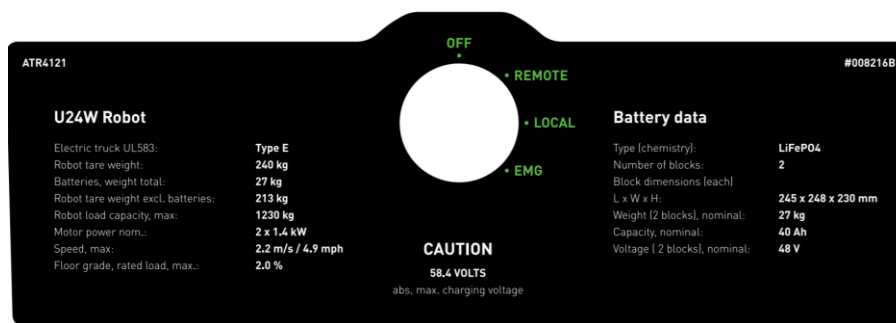 OFF
ATR4121
#008216B
• REMOTE
• LOCAL
• EMG
U24W Robot
Electric truck UL583: Type E
Robot tare weight: 240 kg
Batteries, weight total: 27 kg
Robot tare weight excl. batteries: 213 kg
Robot load capacity, max: 1230 kg
Motor power nom.: 2 x 1.4 kW
Speed, max: 2.2 m/s / 4.9 mph
Floor grade, rated load, max.: 2.0 %
CAUTION
58.4 VOLTS
abs, max, charging voltage
Battery data
Type (chemistry): LiFePO4
Number of blocks: 2
Block dimensions (each)
L x W x H: 245 x 248 x 230 mm
Weight (2 blocks), nominal: 27 kg
Capacity, nominal: 40 Ah
Voltage ( 2 blocks), nominal: 48 V